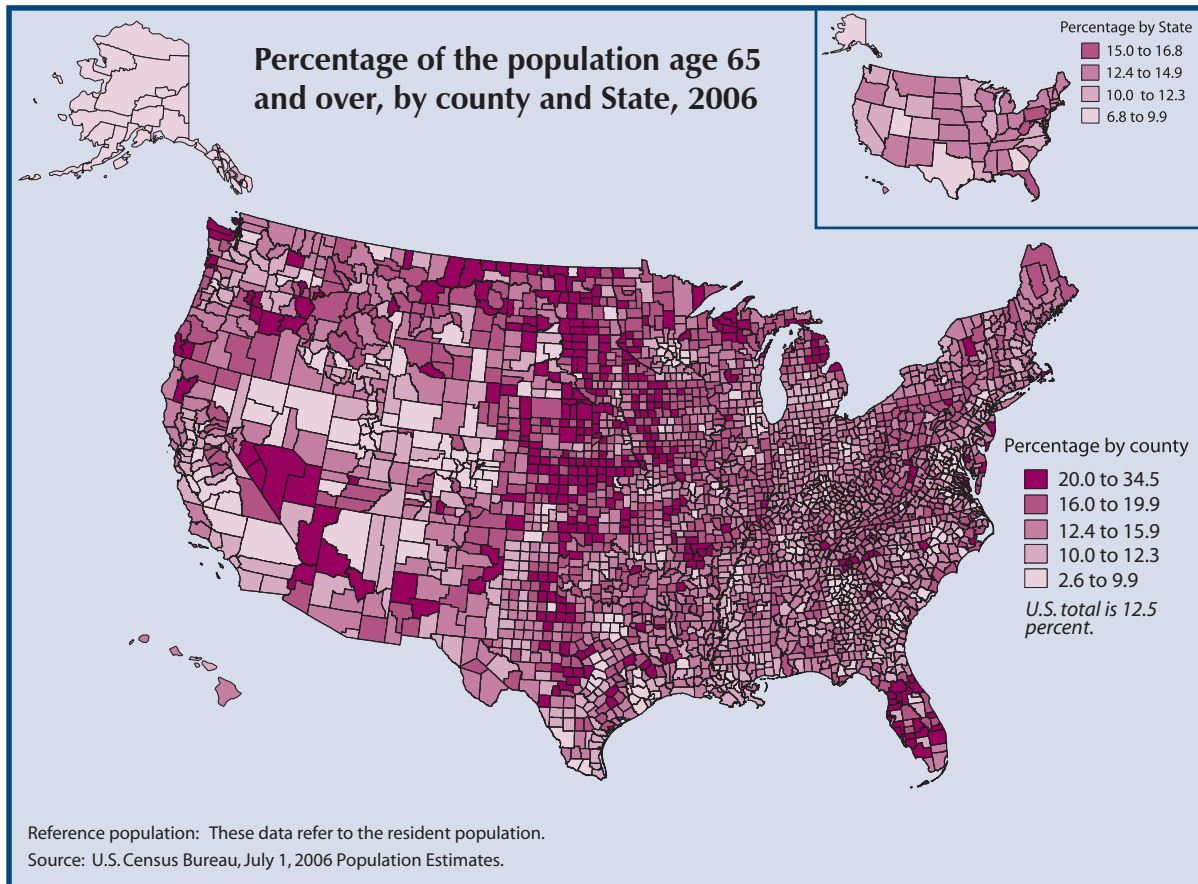 Percentage of the population age 65
and over, by county and State, 2006
Percentage by State
15.0 to 16.8
12.4 to 14.9
10.0 to 12.3
6.8 to 9.9
Percentage by county
20.0 to 34.5
16.0 to 19.9
12.4 to 15.9
10.0 to 12.3
2.6 to 9.9
U.S. total is 12.5
percent.
Reference population: These data refer to the resident population.
Source: U.S. Census Bureau, July 1, 2006 Population Estimates.